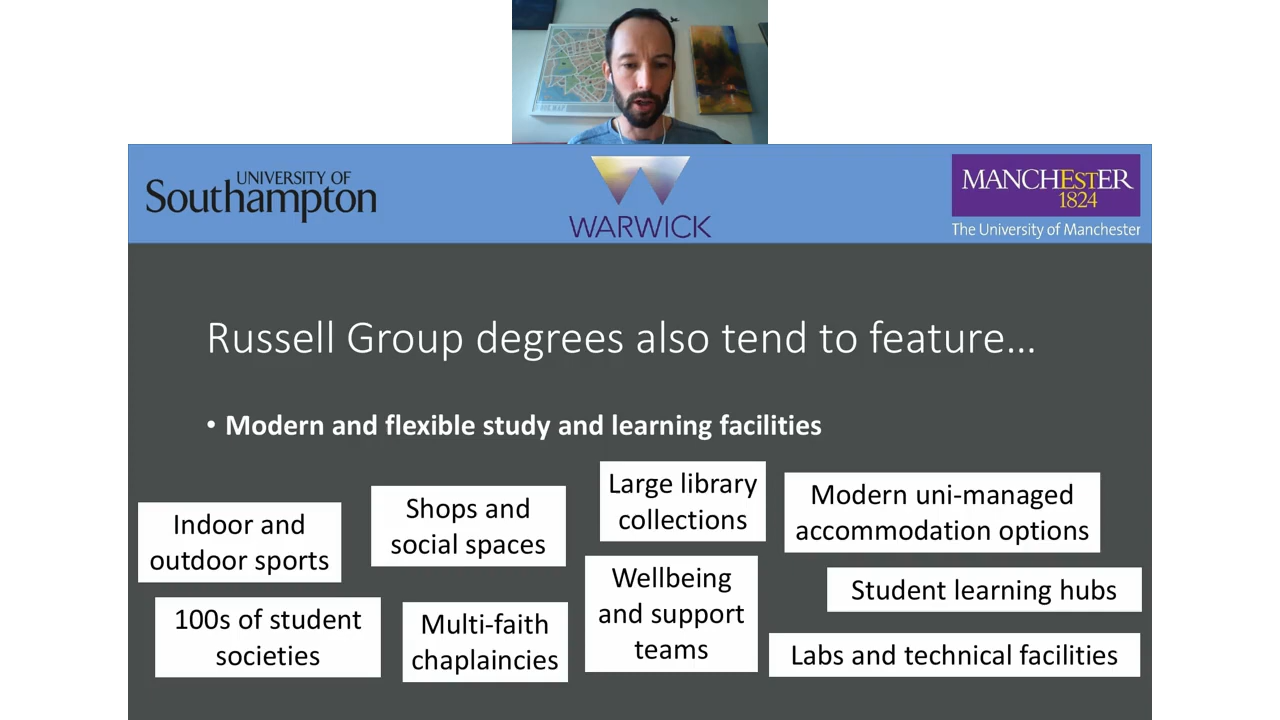 UNIVERSITY OF
Southampton
WARWICK
MANCHESTER
1824
The University of Manchester
Russell Group degrees also tend to feature...
• Modern and flexible study and learning facilities
Indoor and
outdoor sports
Shops and
social spaces
Large library
collections
Modern uni-managed
accommodation options
100s of student
societies
Multi-faith
chaplaincies
Wellbeing
and support
teams
Student learning hubs
Labs and technical facilities